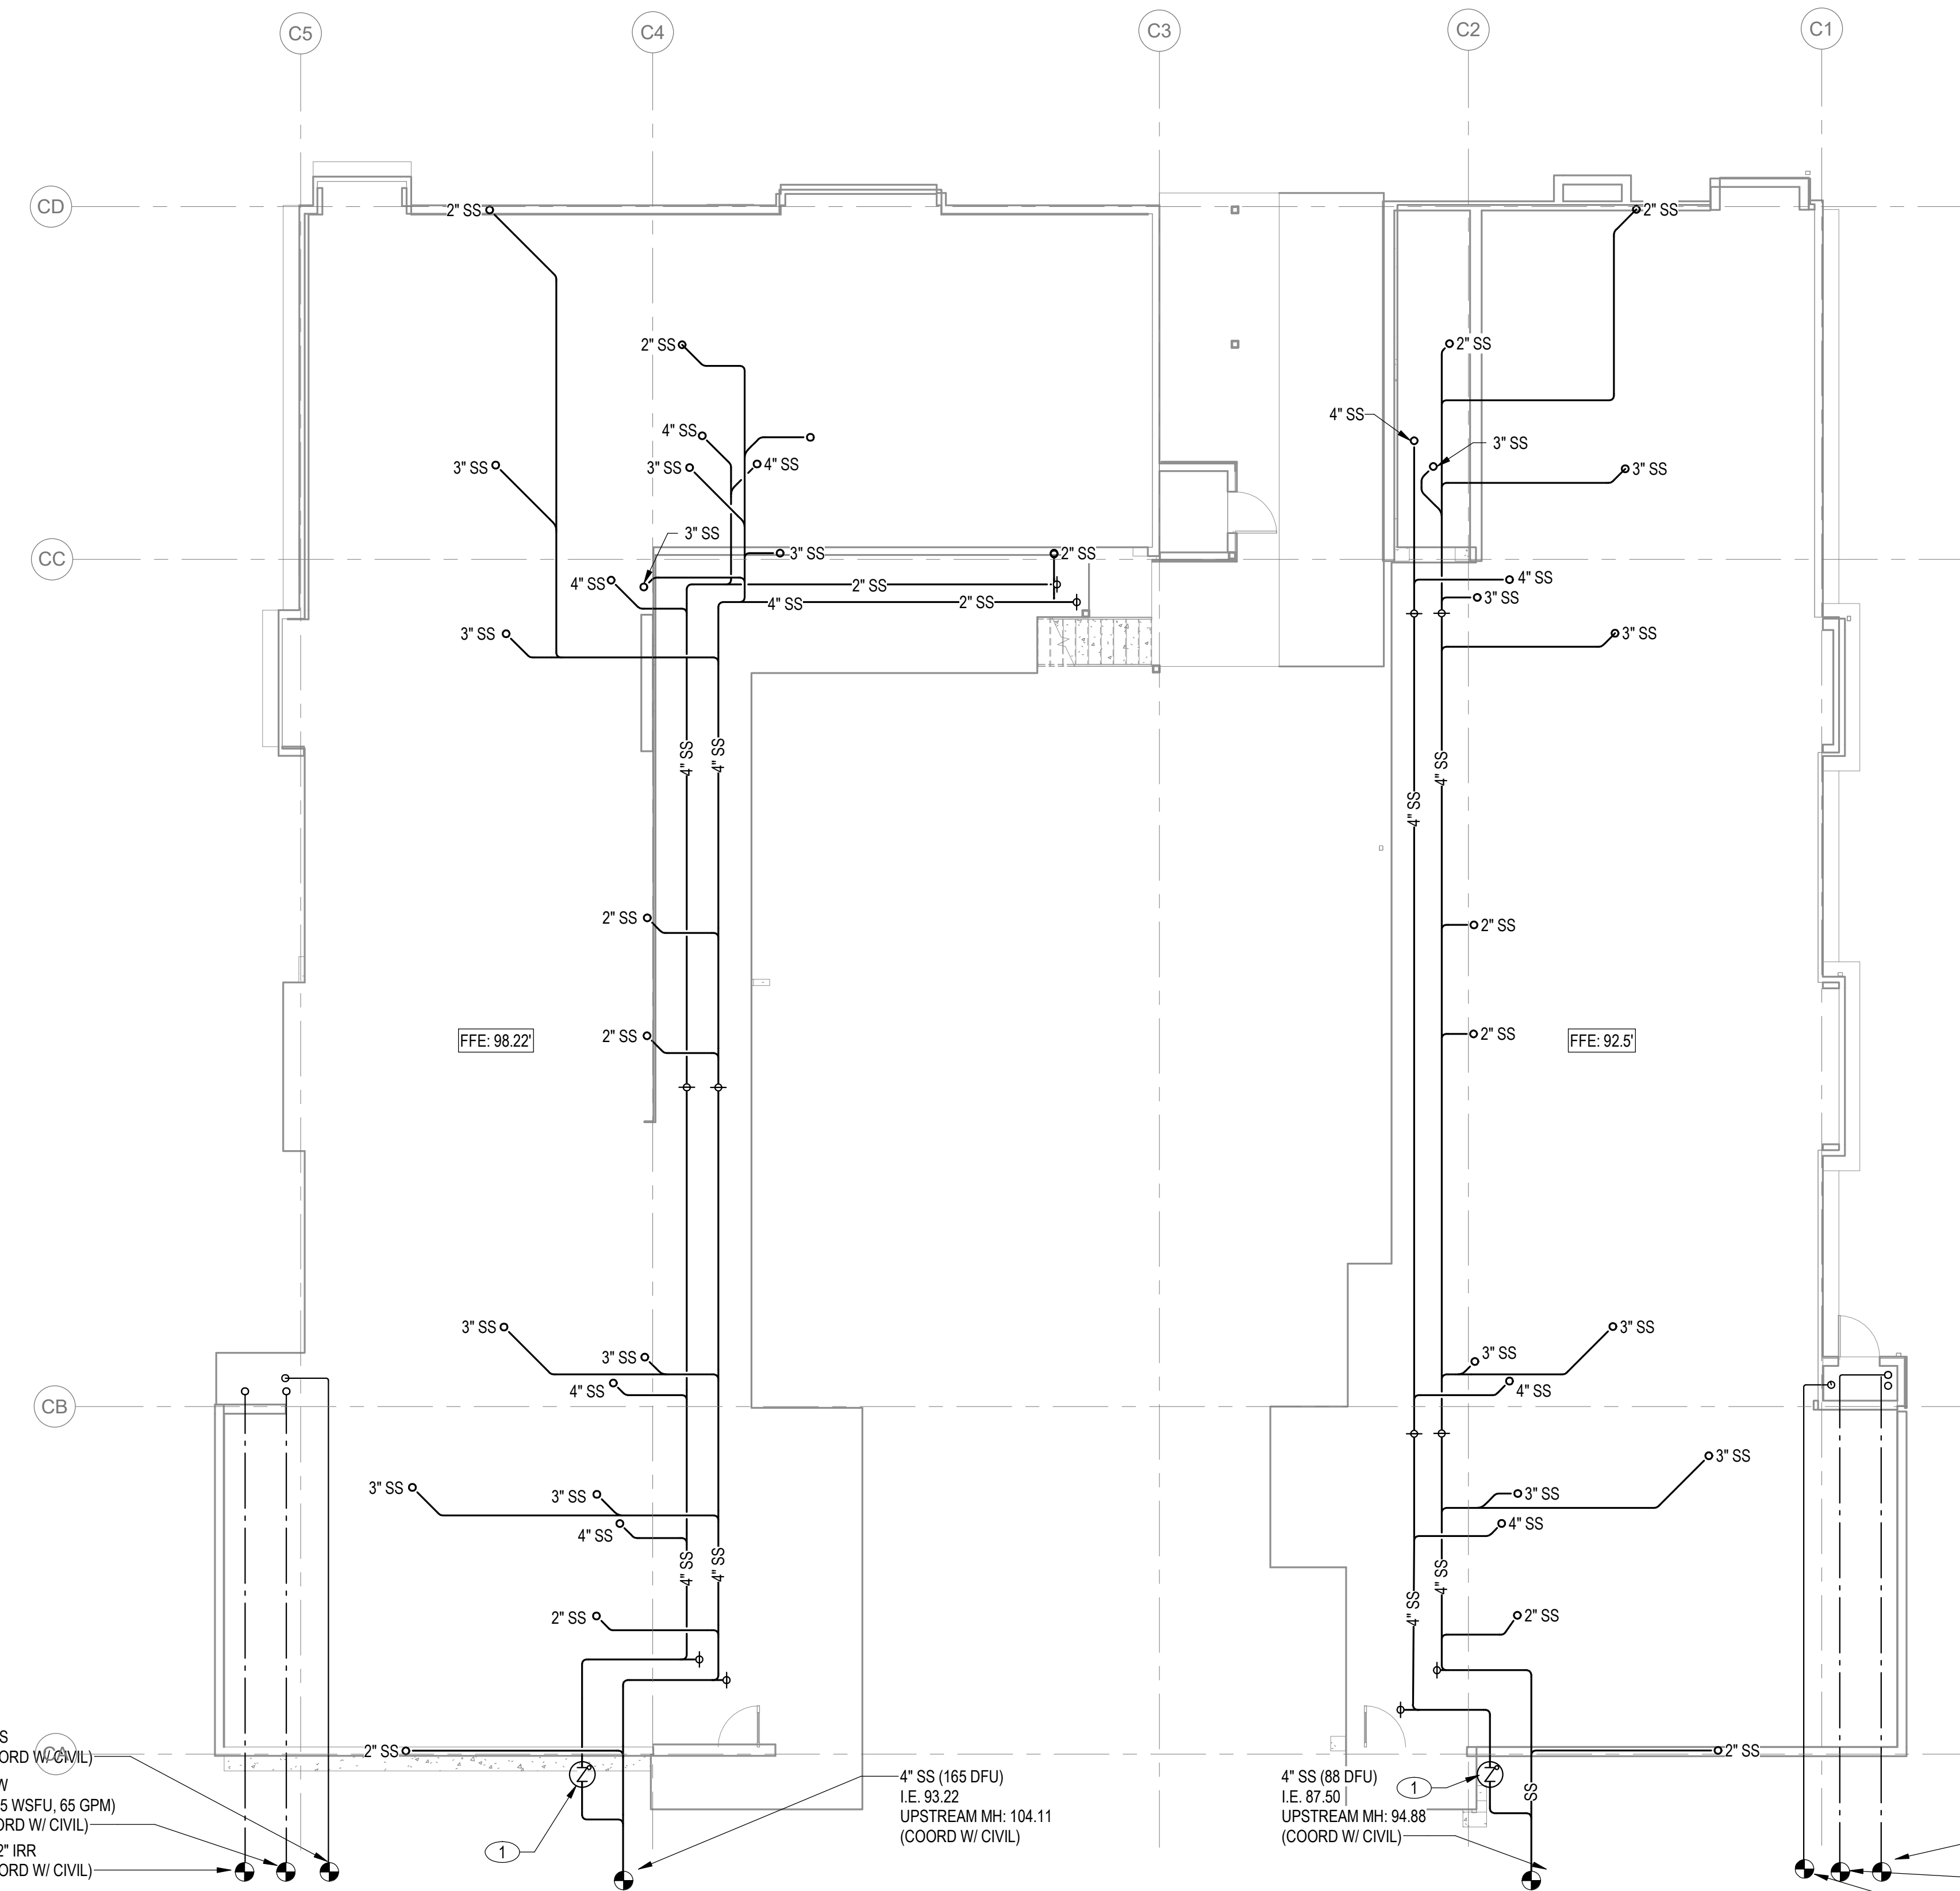 C5
C4
C3
C2
C1
CD
2" SS
2" SS
2" SS
2" SS
4" SS
4" SS
3" SS
3" SS
3" SS
4" SS
3" SS
3" SS
CC
3" SS
3" SS
2" SS
4" SS
2" SS
4" SS
4" SS
2" SS
3" SS
3" SS
3" SS
4" SS
4" SS
4" SS
4" SS
2" SS
2" SS
FFE: 98.22'
2" SS
2" SS
FFE: 92.5'
3" SS
3" SS
3" SS
3" SS
4" SS
4" SS
CB
3" SS
3" SS
3" SS
3" SS
4" SS
4" SS
4" SS
4" SS
4" SS
4" SS
2" SS
2" SS
S
CA
ORD W/ CIVIL)
2" SS
2" SS
W
5 WSFU, 65 GPM)
ORD W/ CIVIL)
2" IRR
ORD W/ CIVIL)
1
4" SS (165 DFU)
I.E. 93.22
UPSTREAM MH: 104.11
(COORD W/ CIVIL)
4" SS (88 DFU)
I.E. 87.50
UPSTREAM MH: 94.88
(COORD W/ CIVIL)
1
SS